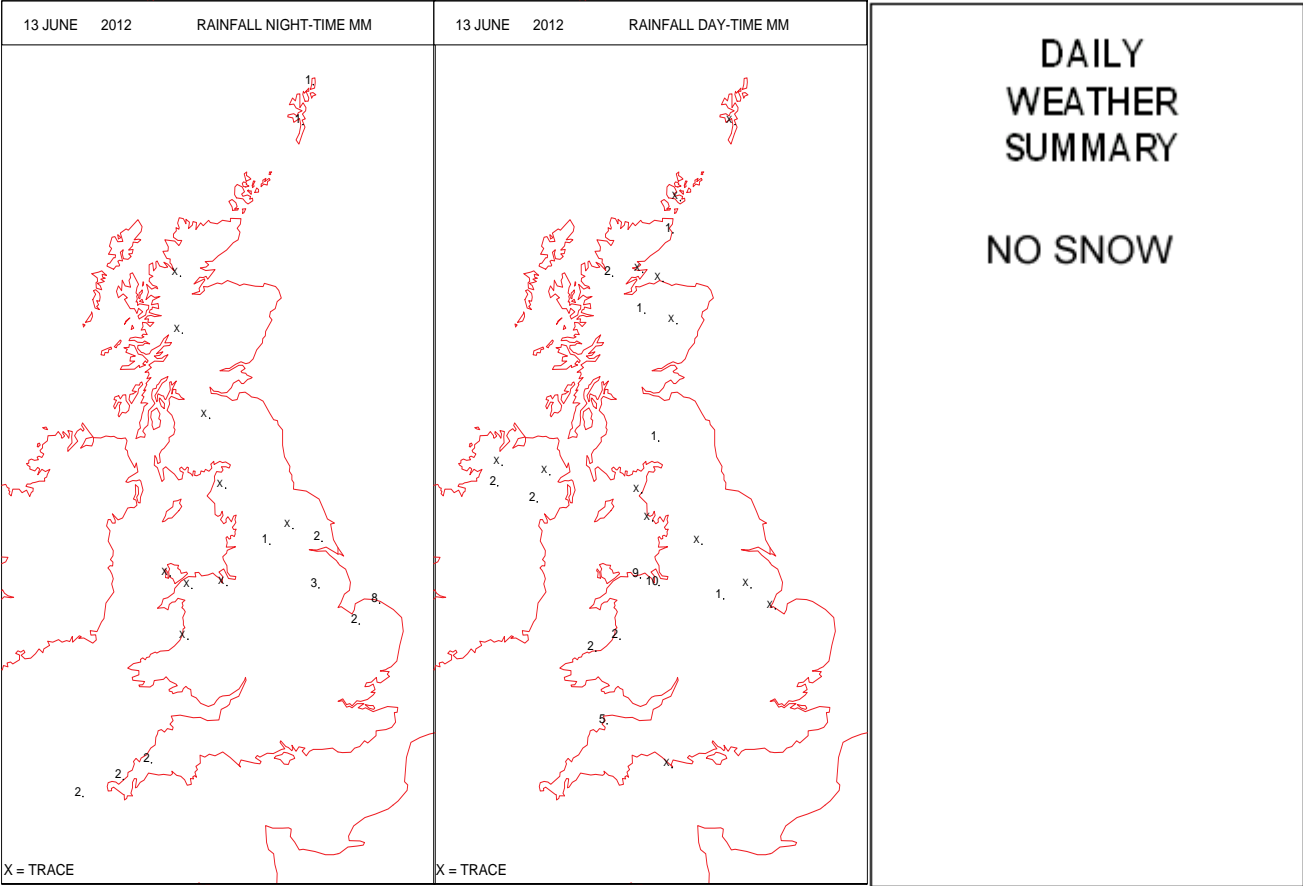 13 JUNE 2012 RAINFALL NIGHT-TIME MM
1.
1.
X.
X.
X.
X.
X.
1.
2.
X.
X.
X.
3.
8.
2.
X.
2.
2.
2.
X = TRACE
13 JUNE 2012 RAINFALL DAY-TIME MM
X.
X.
1.
2.
X.
X.
1.
X.
1.
X.
X.
2.
X.
2.
X.
X.
9.
10.
X.
1.
X.
2.
2.
5.
X.
X = TRACE
DAILY
WEATHER
SUMMARY
NO SNOW